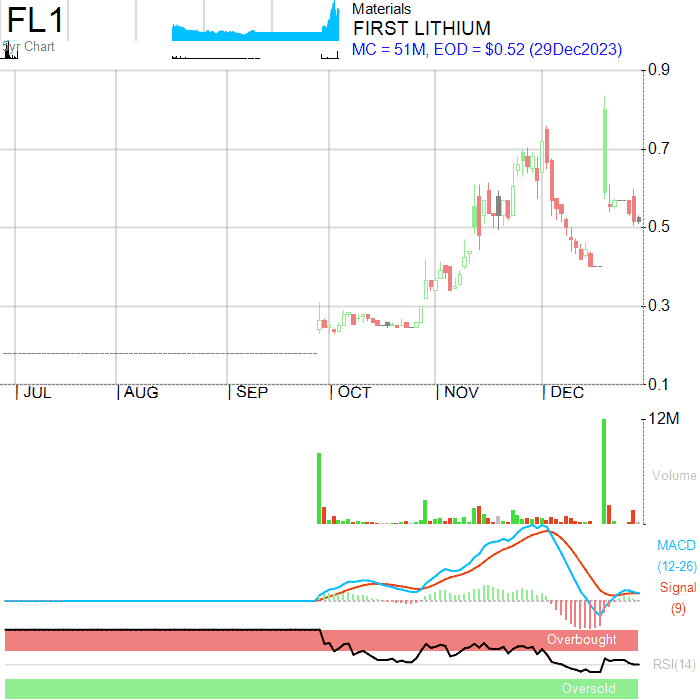 FL1
5yr Chart
Materials
FIRST LITHIUM
MC = 51M, EOD = $0.52 (29Dec2023)
0.9
0.7
0.5
0.3
0.1
JUL AUG SEP OCT NOV DEC
12M
Volume
MACD
(12-26)
Signal
(9)
Overbought
RSI(14)
Oversold